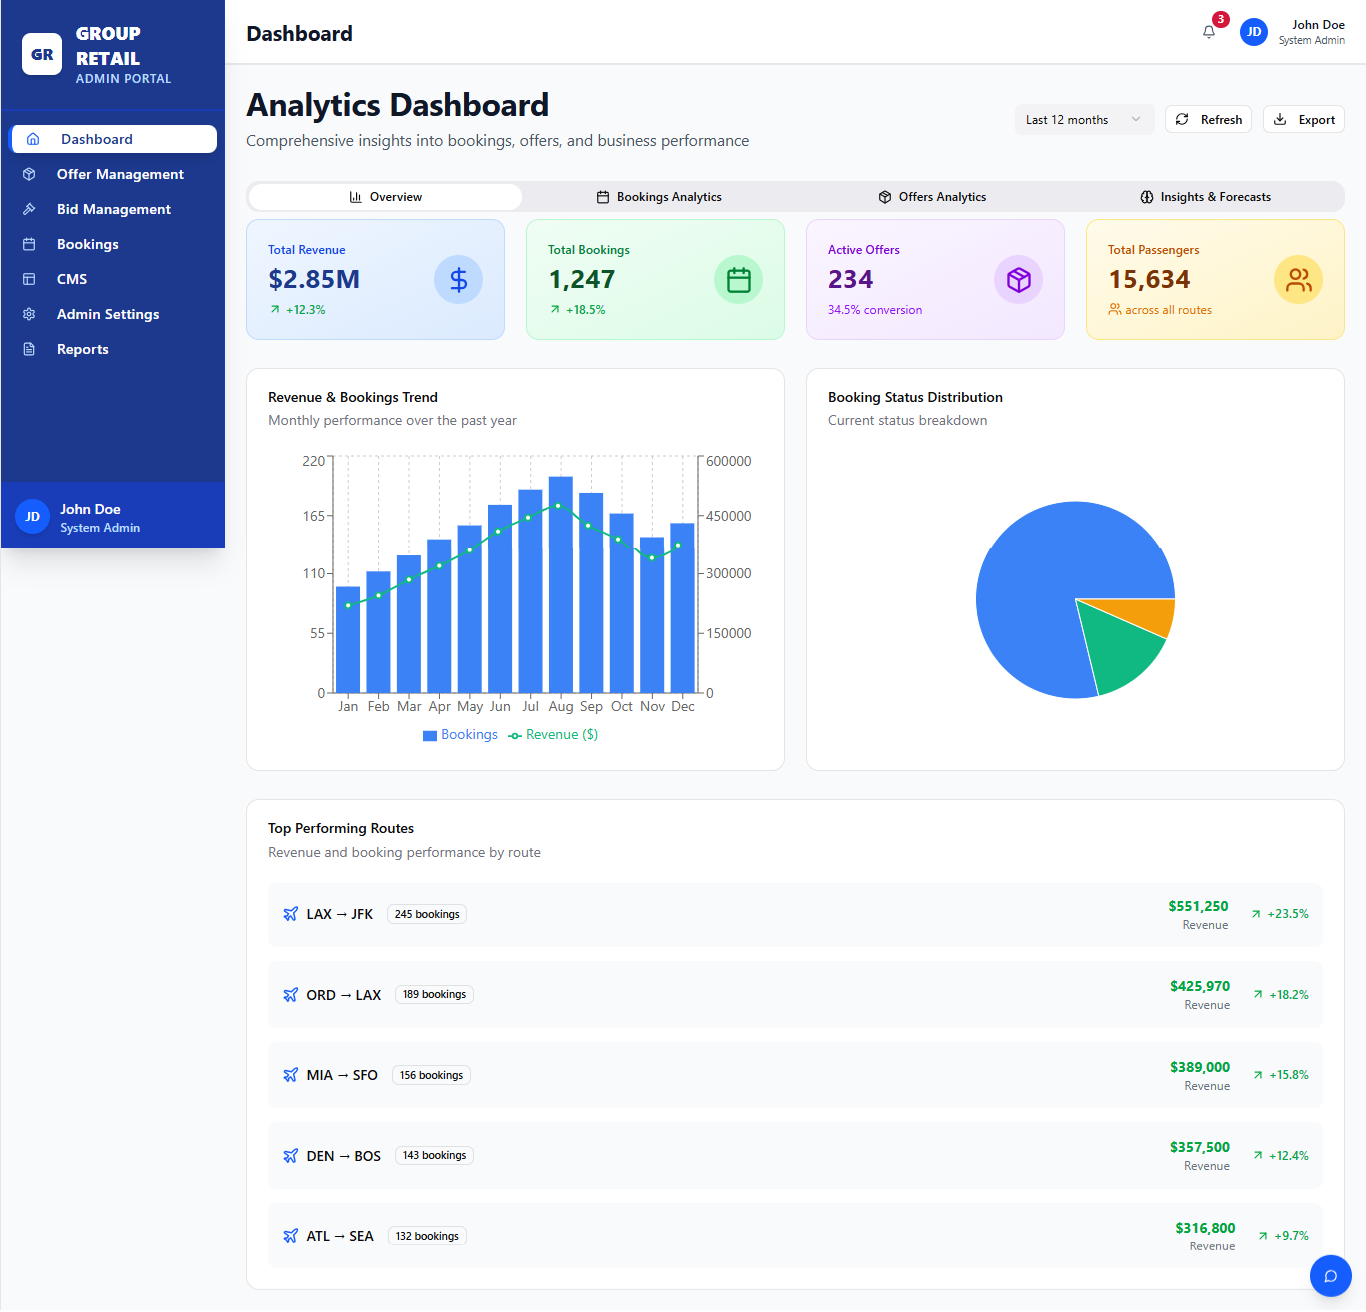 GR
GROUP
RETAIL
ADMIN PORTAL
Dashboard
Offer Management
Bid Management
Bookings
CMS
Admin Settings
Reports
JD
John Doe
System Admin
Dashboard
3
JD
John Doe
System Admin
Analytics Dashboard
Comprehensive insights into bookings, offers, and business performance
Last 12 months
Refresh
Export
Overview
Bookings Analytics
Offers Analytics
Insights & Forecasts
Total Revenue
$2.85M
+12.3%
Total Bookings
1,247
+18.5%
Active Offers
234
34.5% conversion
Total Passengers
15,634
across all routes
Revenue & Bookings Trend
Monthly performance over the past year
220
165
110
55
0
600000
450000
300000
150000
0
Jan Feb Mar Apr May Jun Jul Aug Sep Oct Nov Dec
Bookings Revenue ($)
Booking Status Distribution
Current status breakdown
Top Performing Routes
Revenue and booking performance by route
LAX → JFK 245 bookings
$551,250
Revenue
+23.5%
ORD → LAX 189 bookings
$425,970
Revenue
+18.2%
MIA → SFO 156 bookings
$389,000
Revenue
+15.8%
DEN → BOS 143 bookings
$357,500
Revenue
+12.4%
ATL → SEA 132 bookings
$316,800
Revenue
+9.7%